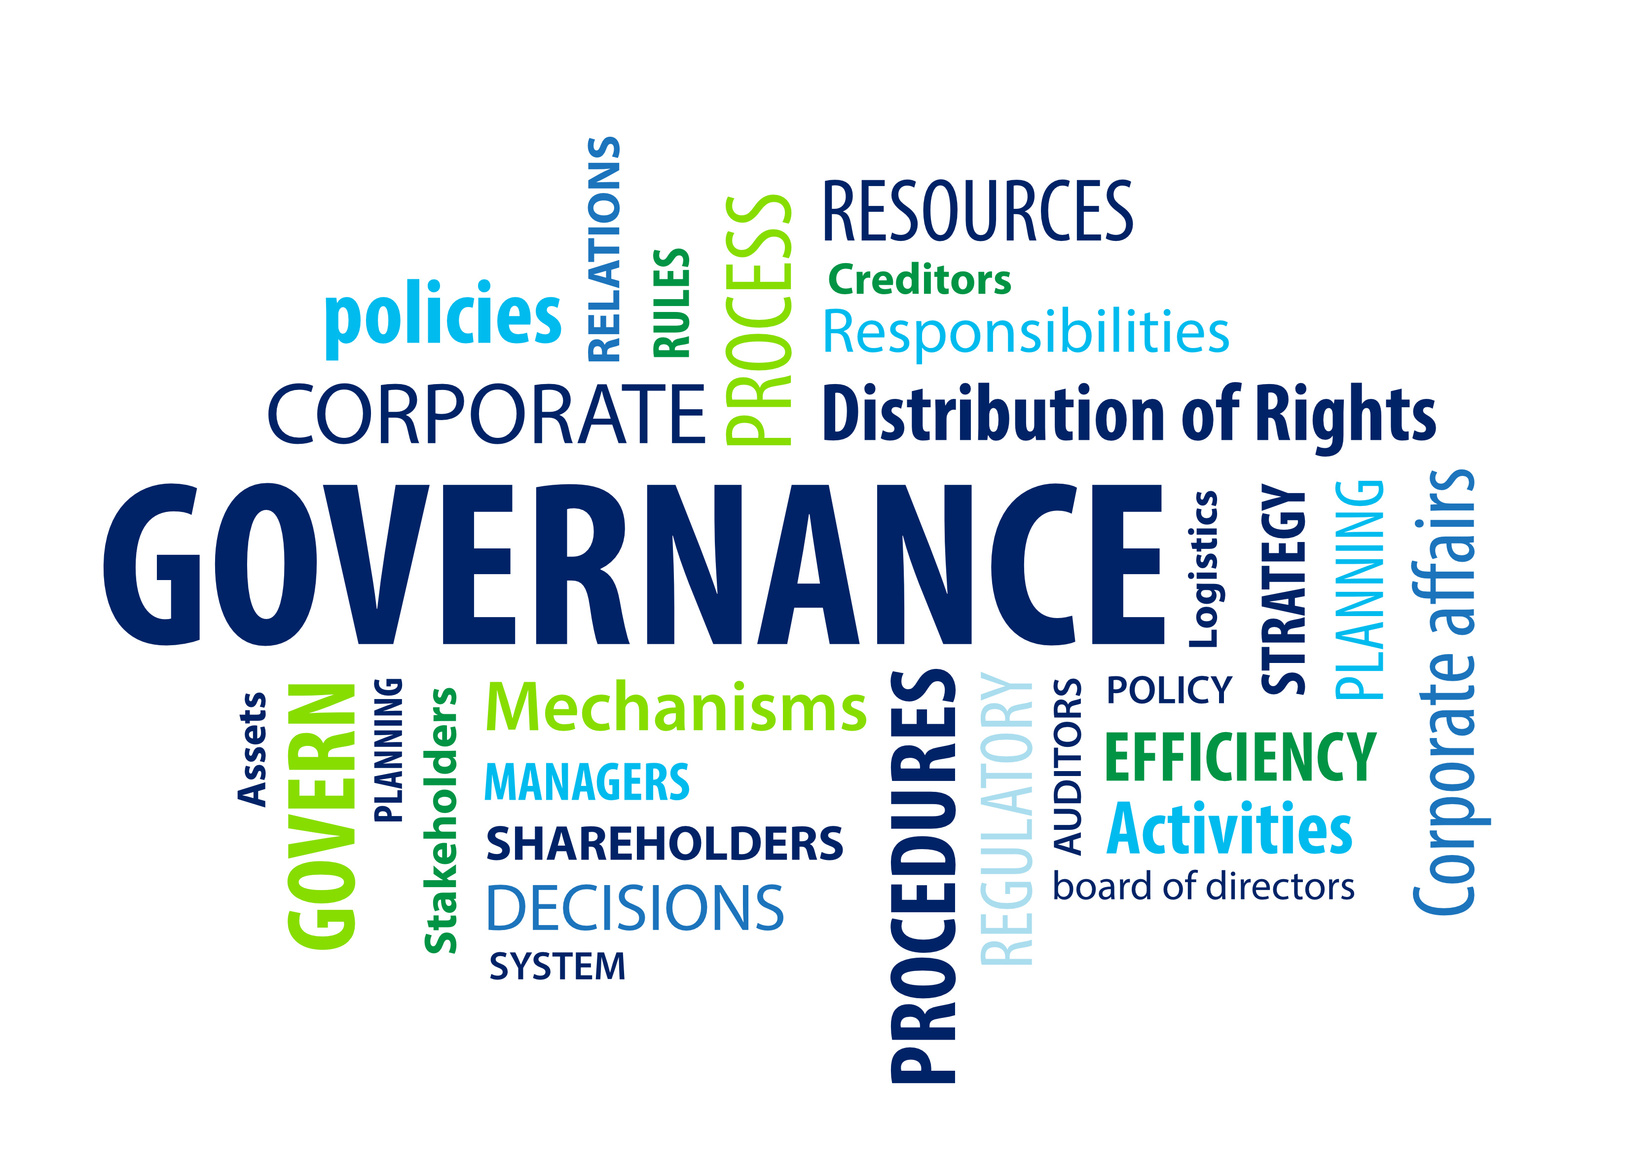 RELATIONS
RULES
PROCESS
RESOURCES
Creditors
Responsibilities
policies
CORPORATE
Distribution of Rights
GOVERNANCE
Logistics
STRATEGY
PLANNING
Corporate affairs
Assets
GOVERN
PLANNING
Stakeholders
Mechanisms
MANAGERS
SHAREHOLDERS
DECISIONS
SYSTEM
PROCEDURES
REGULATORY
AUDITORS
POLICY
EFFICIENCY
Activities
board of directors